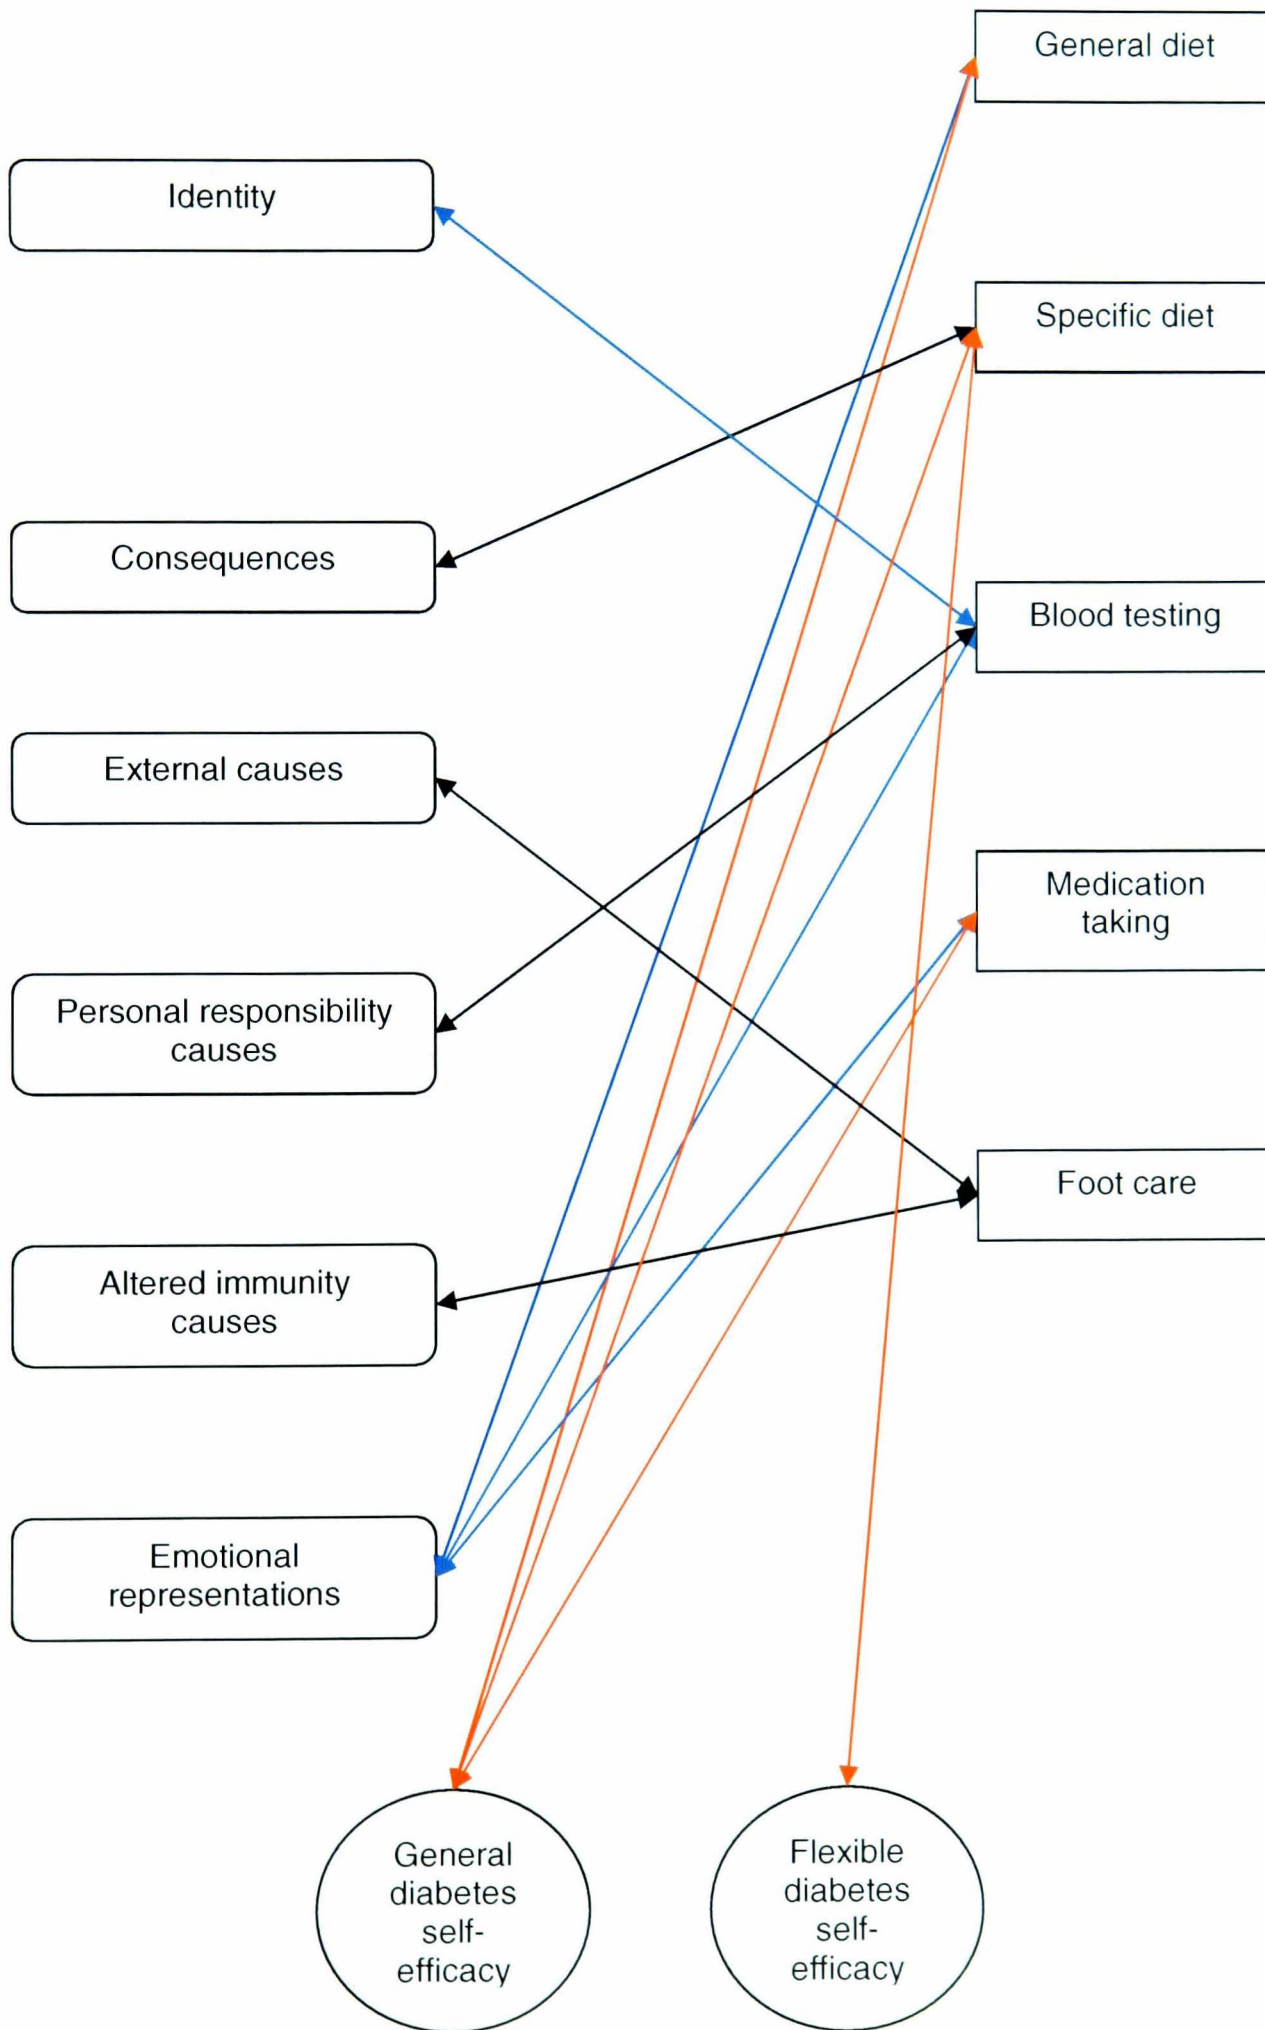 General diet
Identity
Specific diet
Consequences
Blood testing
External causes
Medication
taking
Personal responsibility
causes
Foot care
Altered immunity
causes
Emotional
representations
General
diabetes
self-
efficacy
Flexible
diabetes
self-
efficacy